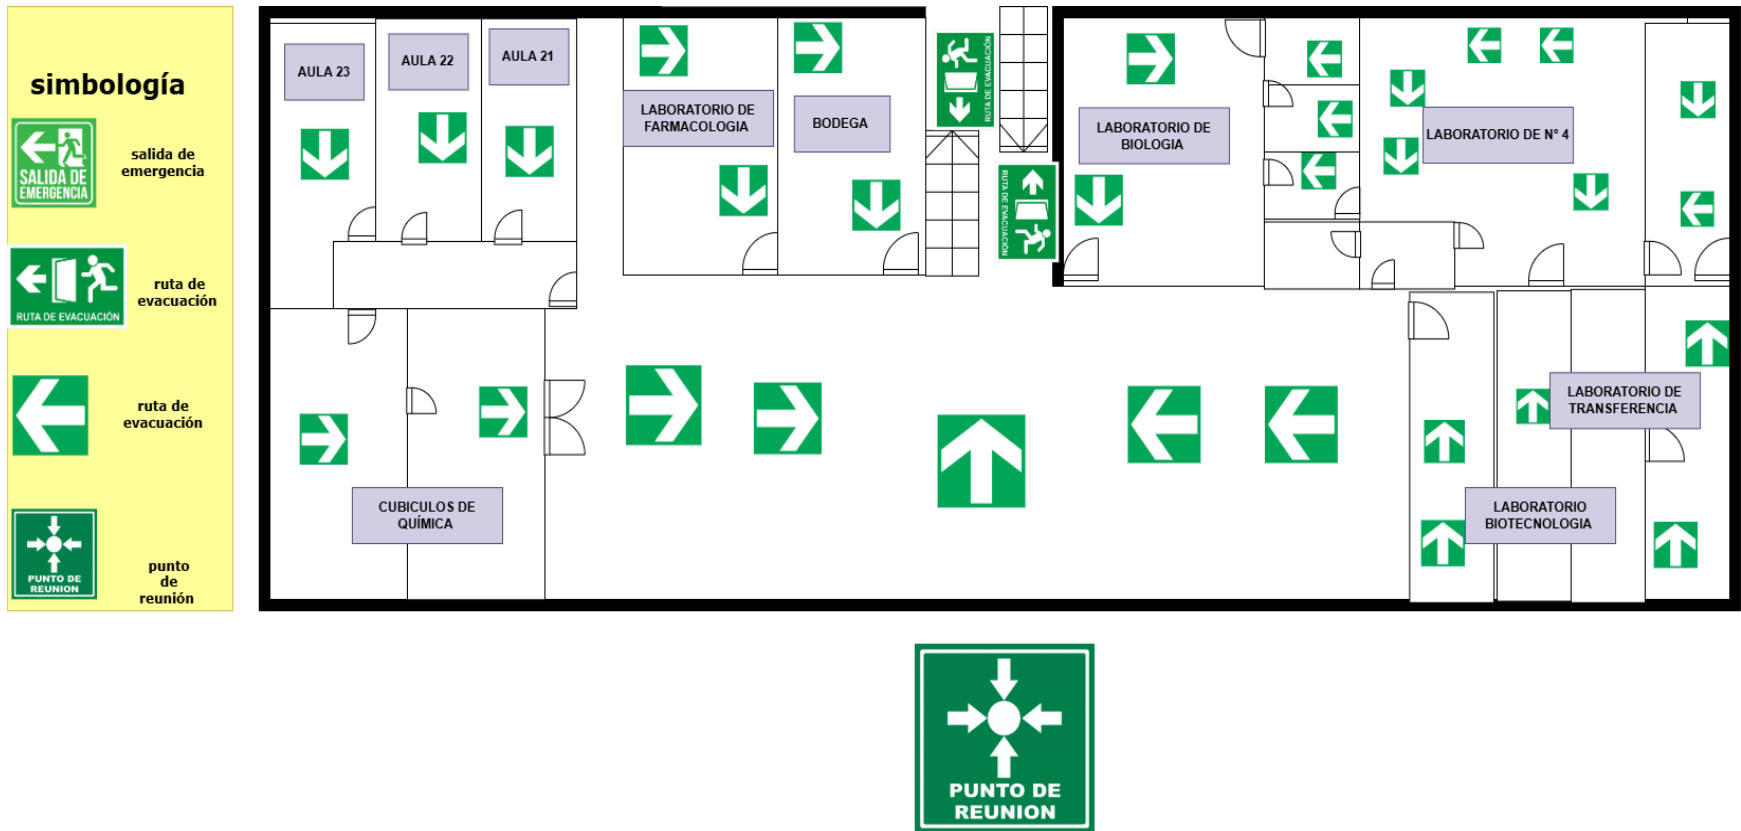 simbología
SALIDA DE
EMERGENCIA
salida de
emergencia
RUTA DE EVACUACIÓN
ruta de
evacuación
ruta de
evacuación
PUNTO DE
REUNION
punto
de
reunión
AULA 23
AULA 22
AULA 21
LABORATORIO DE
FARMACOLOGIA
BODEGA
RUTA DE EVACUACIÓN
RUTA DE EVACUACIÓN
LABORATORIO DE
BIOLOGIA
LABORATORIO DE N° 4
CUBICULOS DE
QUÍMICA
LABORATORIO DE
TRANSFERENCIA
LABORATORIO
BIOTECNOLOGIA
PUNTO DE
REUNION